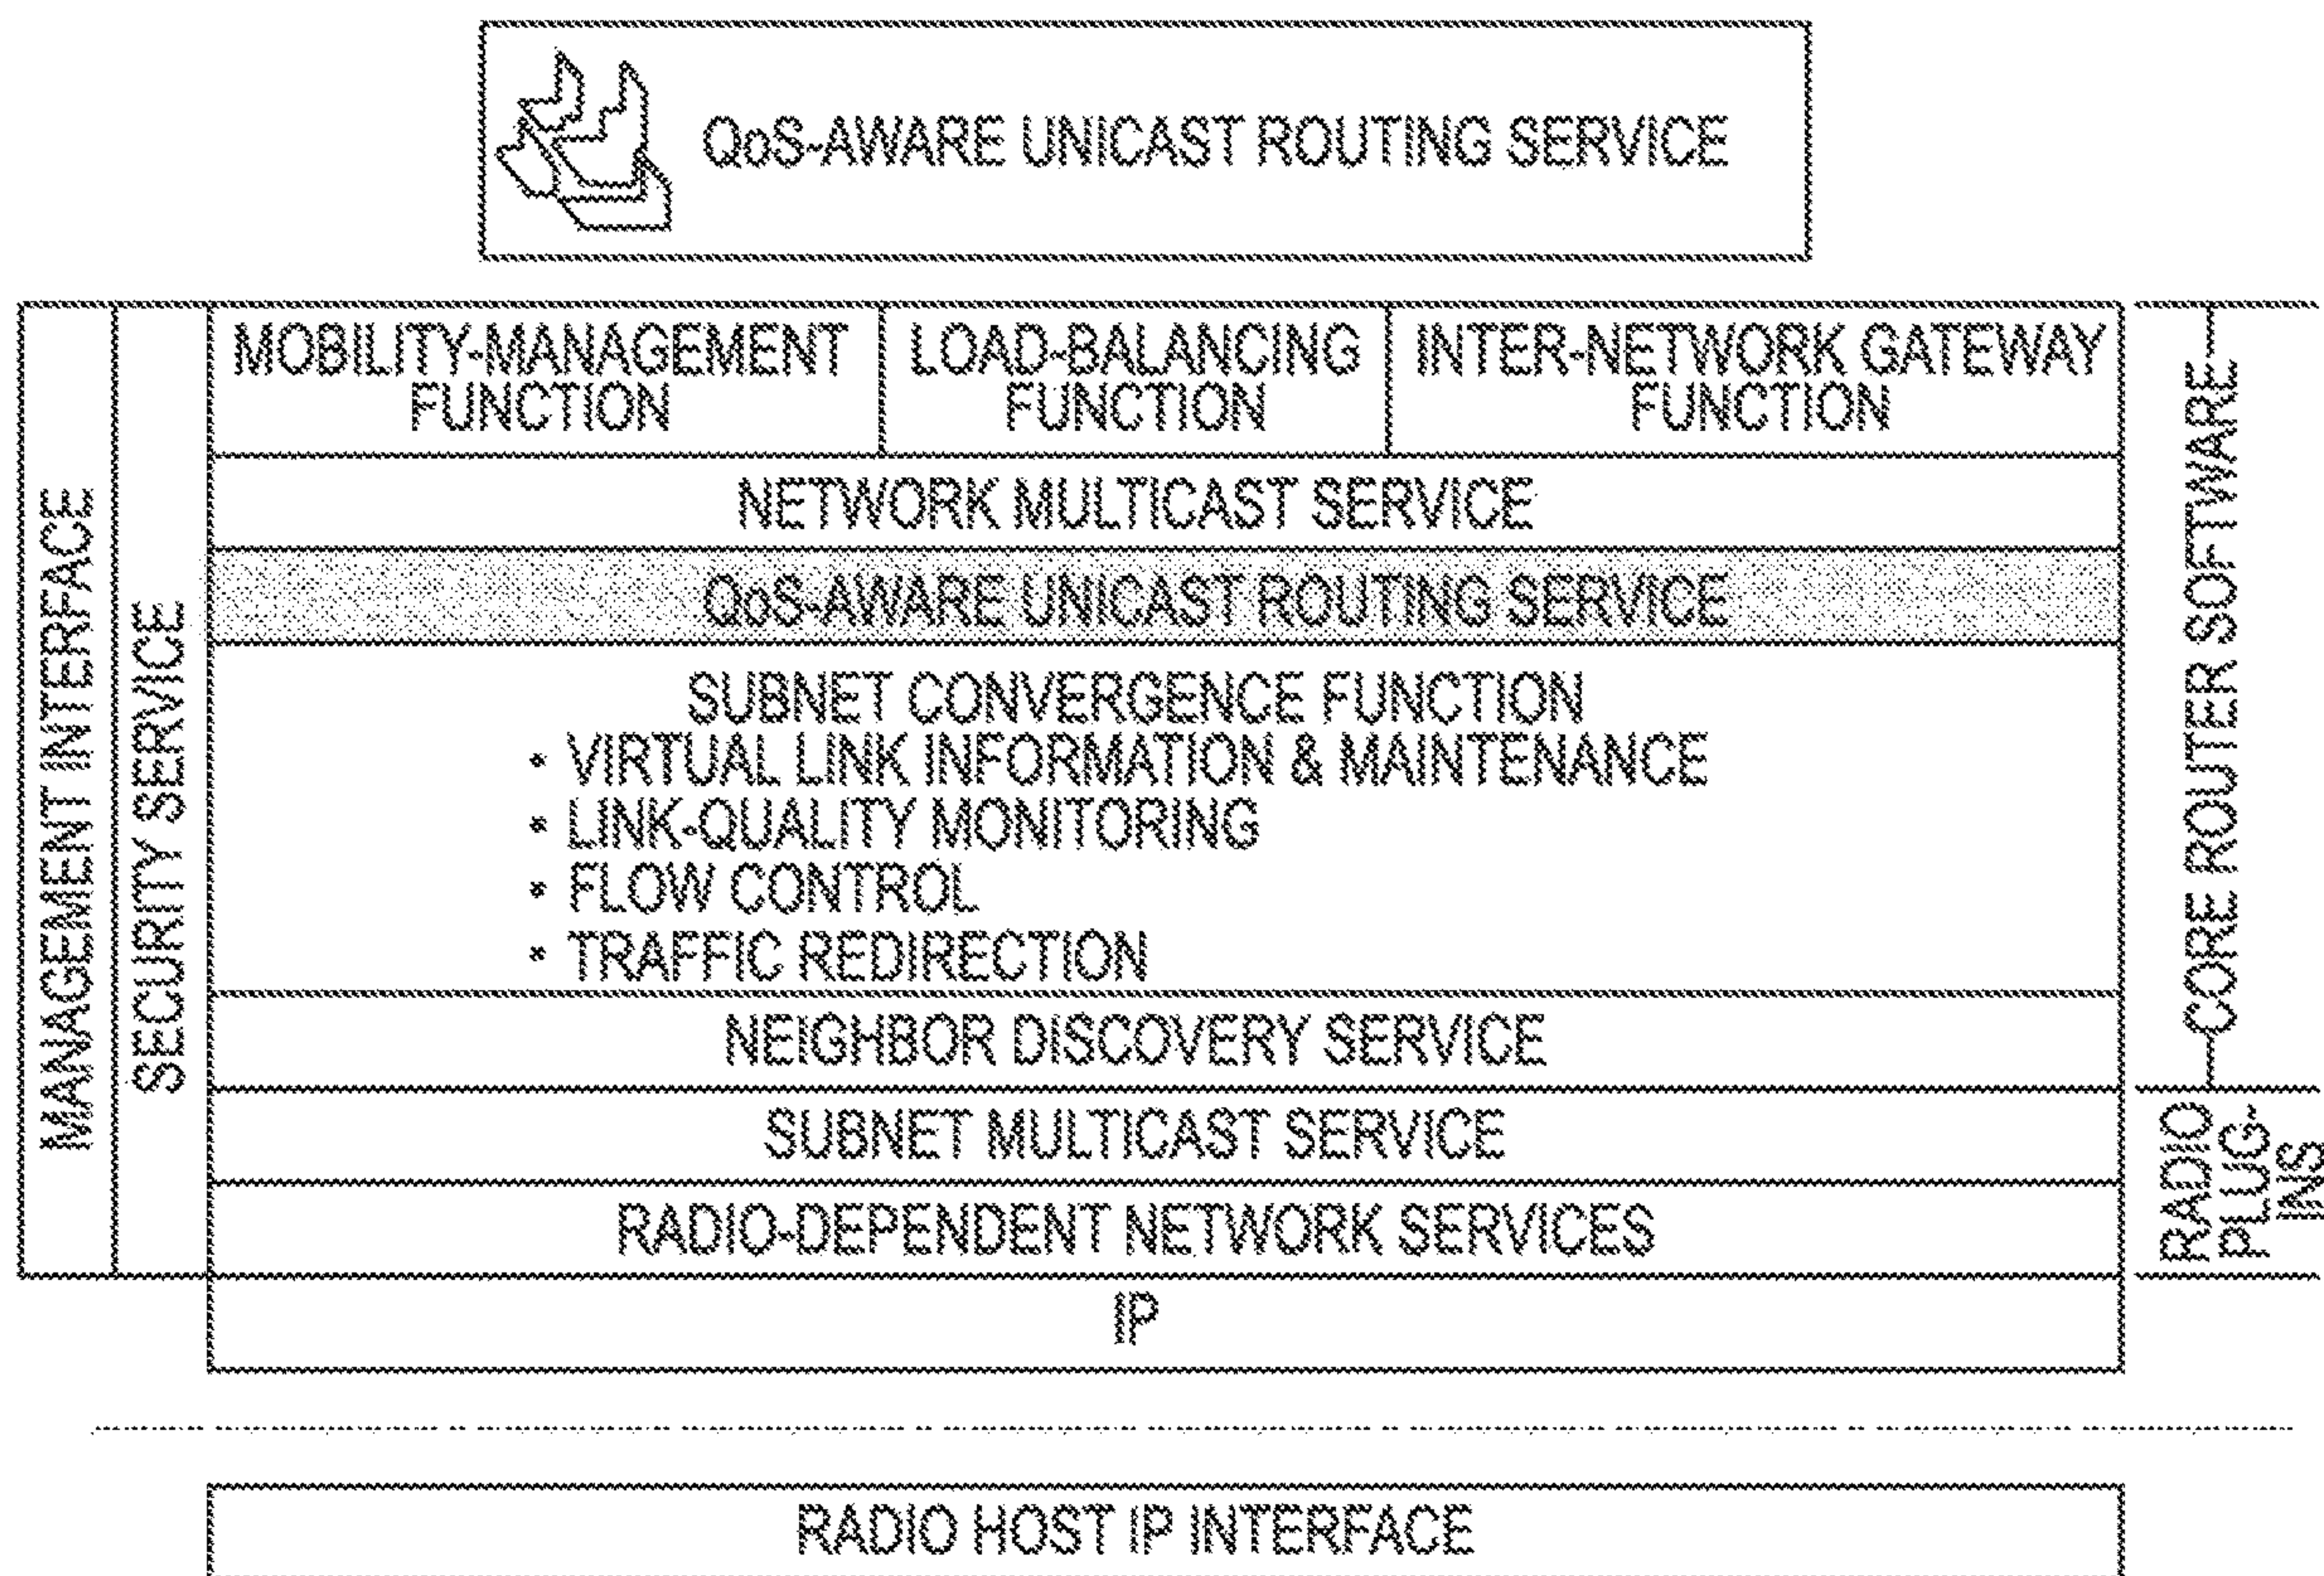 QoS-AWARE UNICAST ROUTING SERVICE
MANAGEMENT INTERFACE
SECURITY SERVICE
MOBILITY-MANAGEMENT
FUNCTION
LOAD-BALANCING
FUNCTION
INTER-NETWORK GATEWAY
FUNCTION
NETWORK MULTICAST SERVICE
QoS-AWARE UNICAST ROUTING SERVICE
SUBNET CONVERGENCE FUNCTION
• VIRTUAL LINK INFORMATION & MAINTENANCE
• LINK-QUALITY MONITORING
• FLOW CONTROL
• TRAFFIC REDIRECTION
NEIGHBOR DISCOVERY SERVICE
SUBNET MULTICAST SERVICE
RADIO-DEPENDENT NETWORK SERVICES
IP
CORE ROUTER SOFTWARE
RADIO
PLUG-
INS
RADIO HOST IP INTERFACE